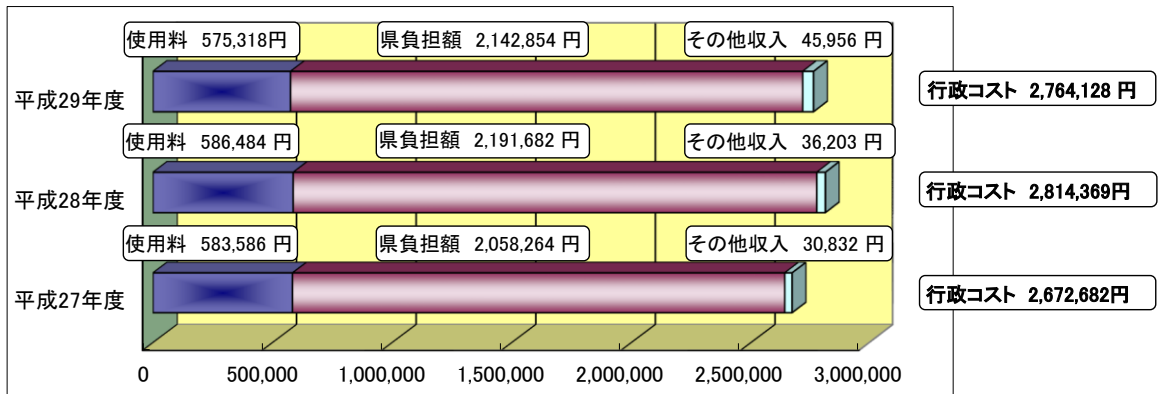 使用料 575,318円 県負担額 2,142,854 円 その他収入 45,956 円
平成29年度 行政コスト 2,764,128 円
使用料 586,484 円 県負担額 2,191,682 円 その他収入 36,203 円
平成28年度 行政コスト 2,814,369円
使用料 583,586 円 県負担額 2,058,264 円 その他収入 30,832 円
平成27年度 行政コスト 2,672,682円
0 500,000 1,000,000 1,500,000 2,000,000 2,500,000 3,000,000